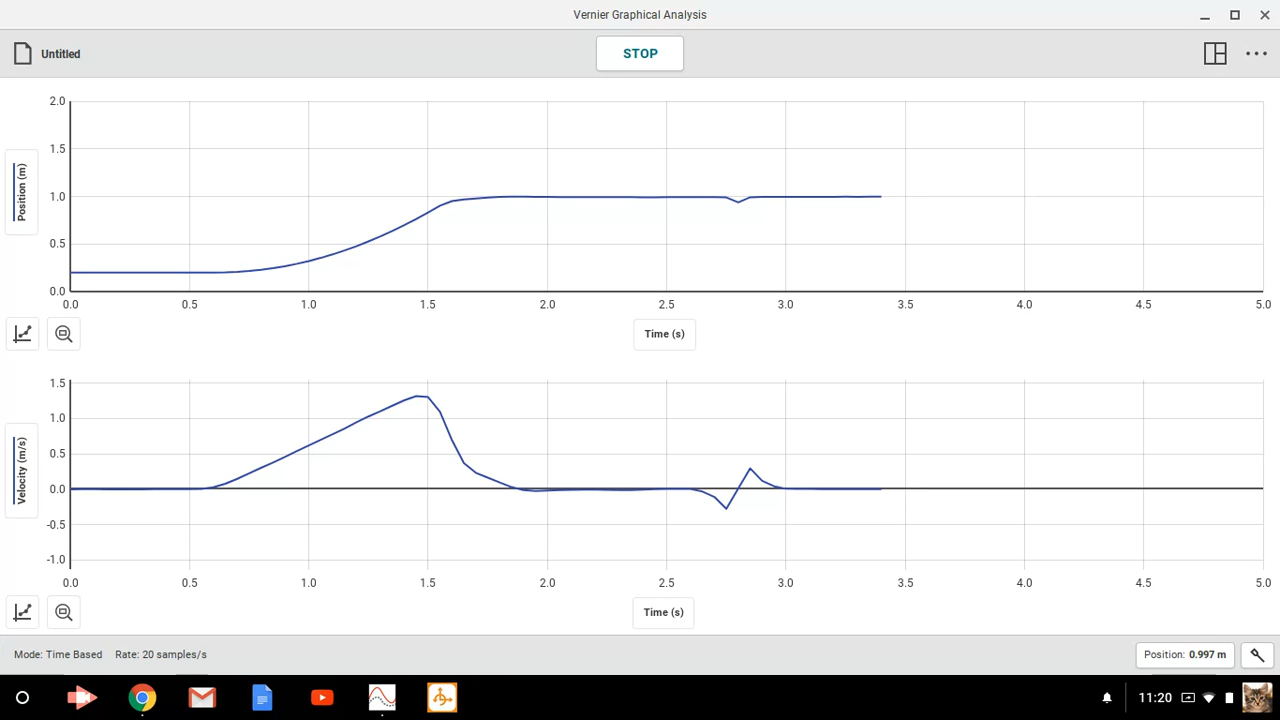 Vernier Graphical Analysis
Untitled
STOP
2.0
1.5
1.0
0.5
0.0
Position (m)
0.0 0.5 1.0 1.5 2.0 2.5 3.0 3.5 4.0 4.5 5.0
Time (s)
1.5
1.0
0.5
0.0
-0.5
-1.0
Velocity (m/s)
0.0 0.5 1.0 1.5 2.0 2.5 3.0 3.5 4.0 4.5 5.0
Time (s)
Mode: Time Based Rate: 20 samples/s
Position: 0.997 m
11:20